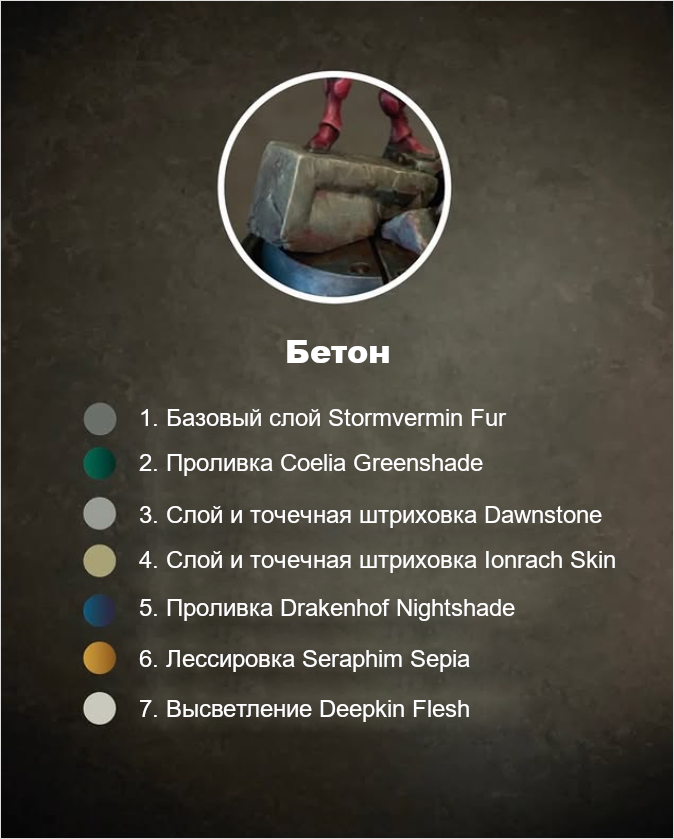 Бетон
1. Базовый слой Stormvermin Fur
2. Проливка Coelia Greenshade
3. Слой и точечная штриховка Dawnstone
4. Слой и точечная штриховка Ionrach Skin
5. Проливка Drakenhof Nightshade
6. Лессировка Seraphim Sepia
7. Высветление Deepkin Flesh